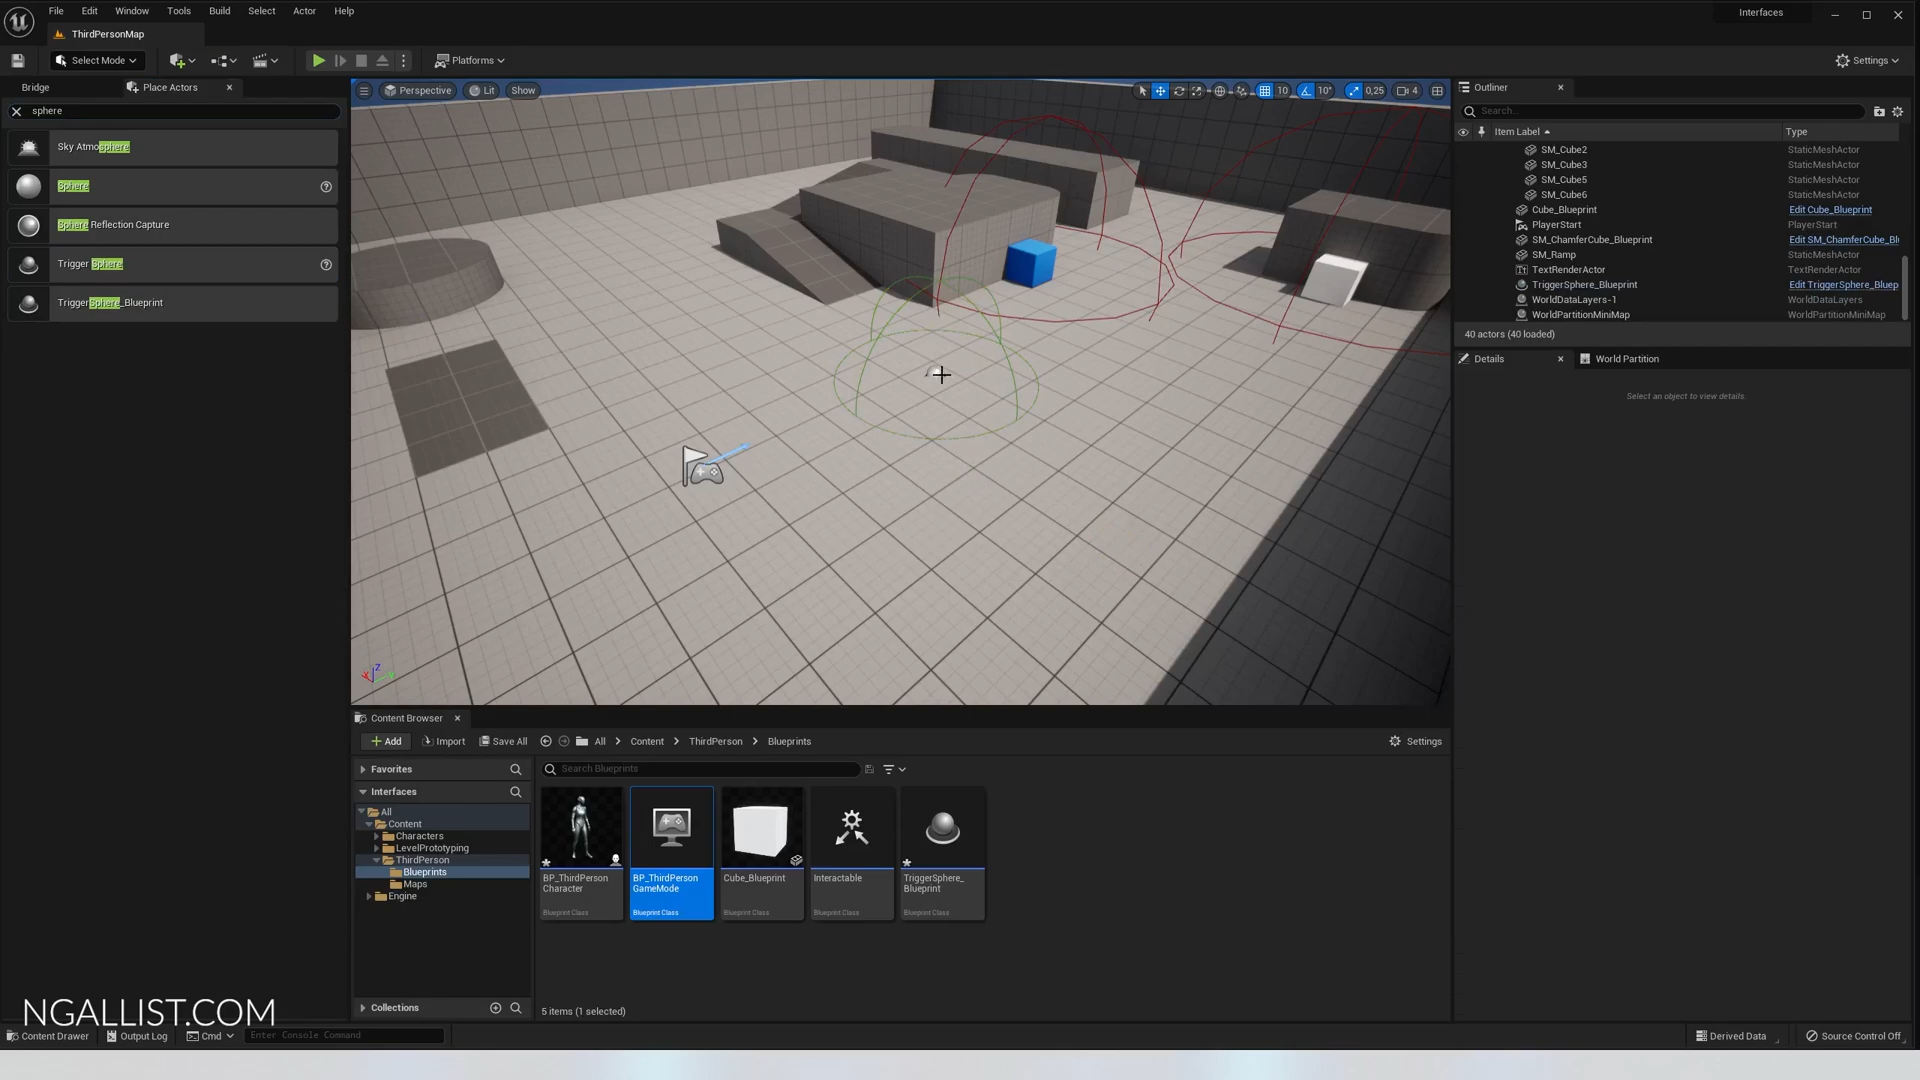 File Edit Window Tools Build Select Actor Help
Interfaces
ThirdPersonMap
Select Mode
Platforms
Settings
Bridge
Place Actors
sphere
Sky Atmosphere
Sphere
Sphere Reflection Capture
Trigger Sphere
TriggerSphere_Blueprint
Perspective
Lit
Show
10
10°
0,25
4
Outliner
Search...
Item Label
Type
SM_Cube2 StaticMeshActor
SM_Cube3 StaticMeshActor
SM_Cube5 StaticMeshActor
SM_Cube6 StaticMeshActor
Cube_Blueprint Edit Cube_Blueprint
PlayerStart PlayerStart
SM_ChamferCube_Blueprint Edit SM_ChamferCube_Bl
SM_Ramp StaticMeshActor
TextRenderActor TextRenderActor
TriggerSphere_Blueprint Edit TriggerSphere_Bluep
WorldDataLayers-1 WorldDataLayers
WorldPartitionMiniMap WorldPartitionMiniMap
40 actors (40 loaded)
Details
World Partition
Select an object to view details.
Z
Content Browser
Add
Import
Save All
All
Content
ThirdPerson
Blueprints
Settings
Favorites
Interfaces
All
Content
Characters
LevelPrototyping
ThirdPerson
Blueprints
Maps
Engine
Collections
Search Blueprints
BP_ThirdPerson
Character
Blueprint Class
BP_ThirdPerson
GameMode
Blueprint Class
Cube_Blueprint
Blueprint Class
Interactable
Blueprint Class
TriggerSphere_
Blueprint
Blueprint Class
5 items (1 selected)
NGALLIST.COM
Content Drawer
Output Log
Cmd
Enter Console Command
Derived Data
Source Control Off